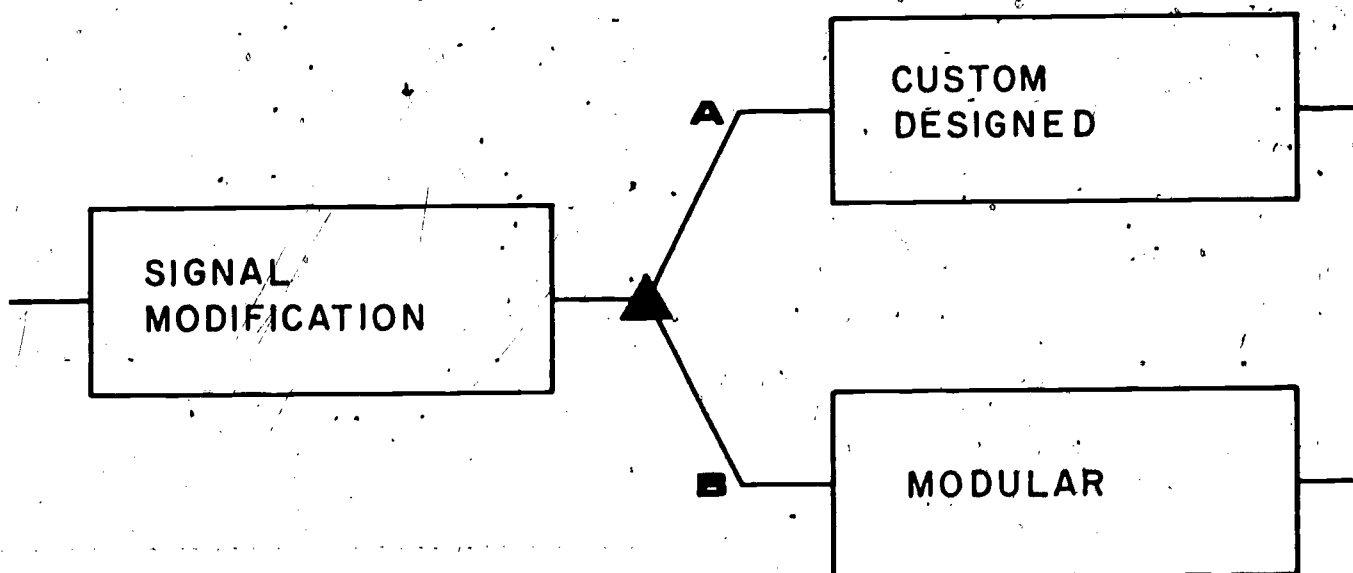 SIGNAL
MODIFICATION
A
CUSTOM
DESIGNED
B
MODULAR